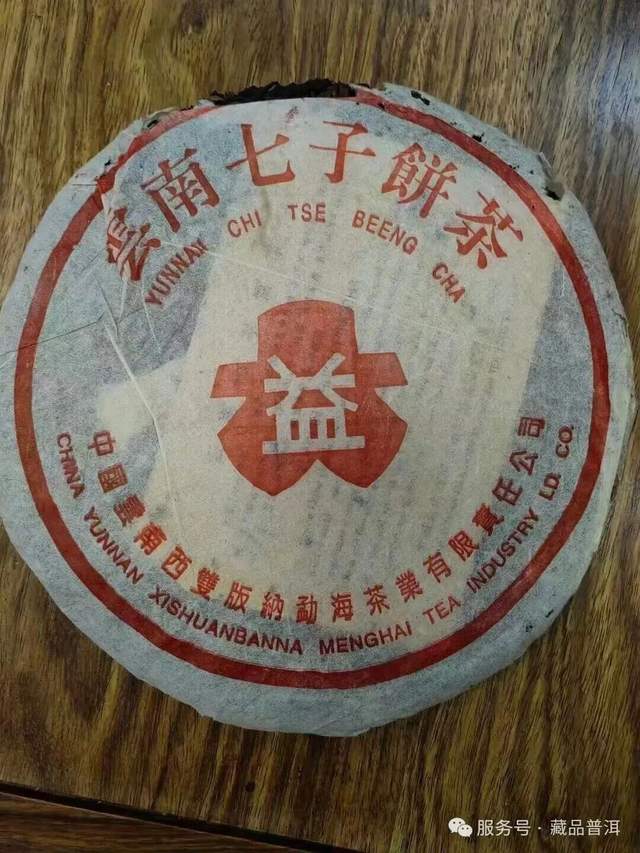 雲南七子餅茶
YUNNAN CHI TSE BEENG CHA
益
中國雲南西雙版納勐海茶業有限責任公司
CHINA YUNNAN XISHUANBANNA MENGHAI TEA INDUSTRY LD. CO.
服务号 · 藏品普洱